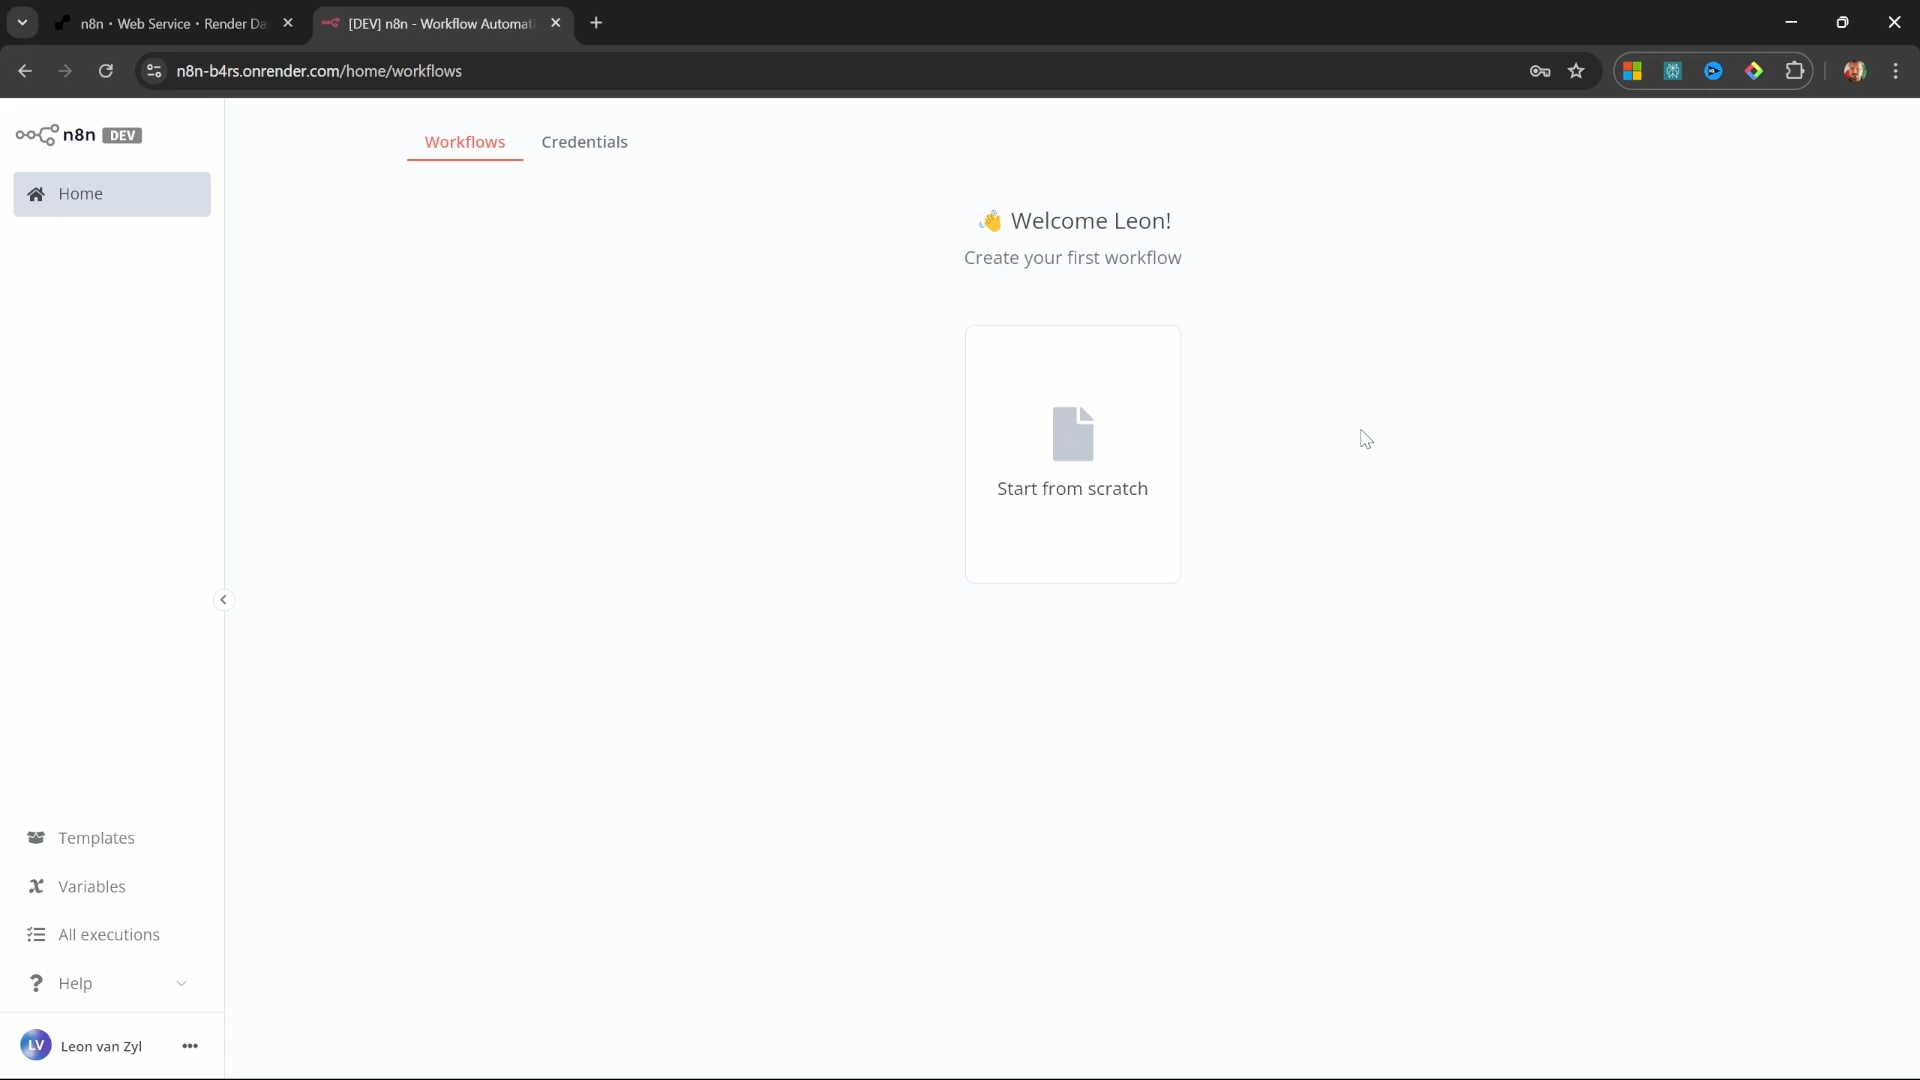 n8n · Web Service · Render Da
[DEV] n8n - Workflow Automati
n8n-b4rs.onrender.com/home/workflows
n8n DEV
Home
Workflows
Credentials
👋 Welcome Leon!
Create your first workflow
Start from scratch
Templates
Variables
All executions
? Help
LV Leon van Zyl